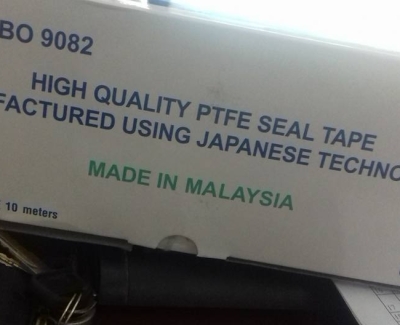 BO 9082
HIGH QUALITY PTFE SEAL TAPE
FACTURED USING JAPANESE TECHNO
MADE IN MALAYSIA
10 meters